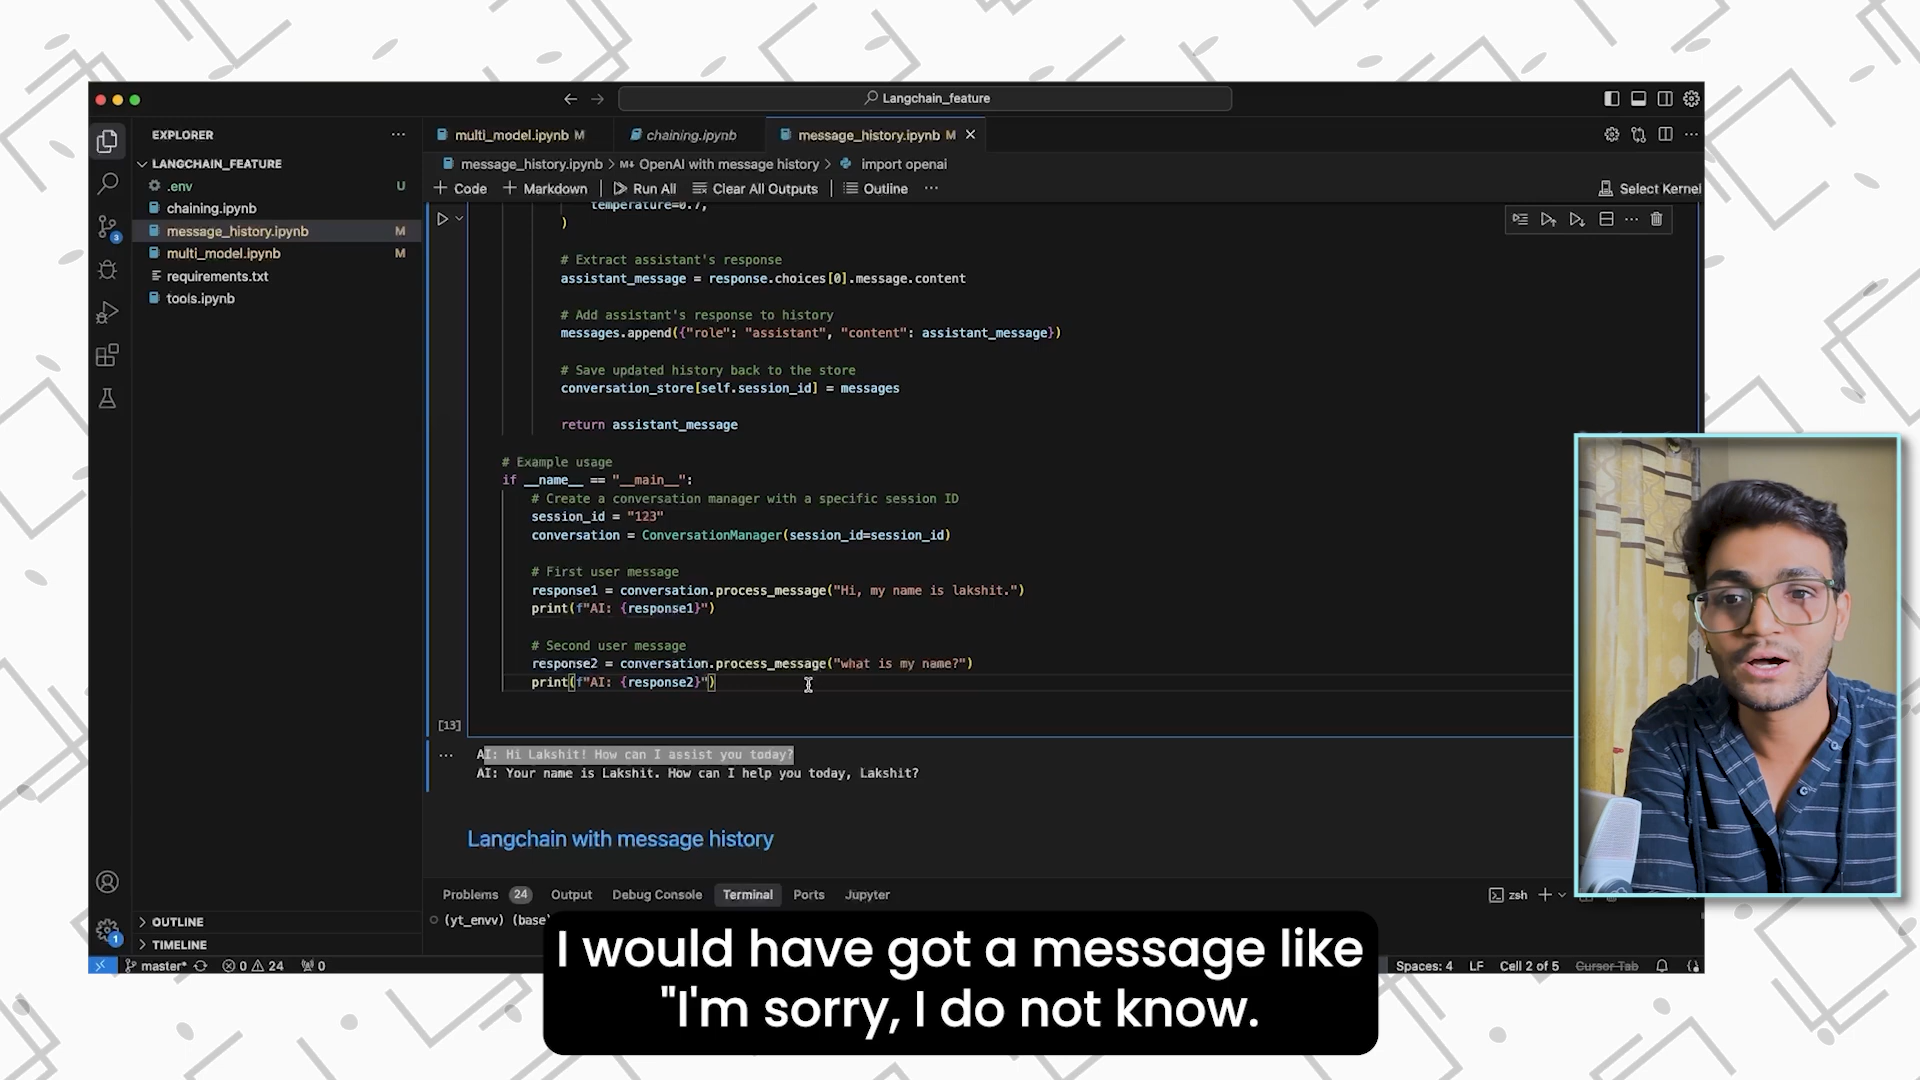 Langchain_feature
EXPLORER
LANGCHAIN_FEATURE
.env U
chaining.ipynb
message_history.ipynb M
multi_model.ipynb M
requirements.txt
tools.ipynb
OUTLINE
TIMELINE
multi_model.ipynb M
chaining.ipynb
message_history.ipynb M
message_history.ipynb > M↓ OpenAI with message history > import openai
+ Code + Markdown Run All Clear All Outputs Outline ...
Select Kernel
temperature=0.7,
)
# Extract assistant's response
assistant_message = response.choices[0].message.content
# Add assistant's response to history
messages.append({"role": "assistant", "content": assistant_message})
# Save updated history back to the store
conversation_store[self.session_id] = messages
return assistant_message
# Example usage
if __name__ == "__main__":
# Create a conversation manager with a specific session ID
session_id = "123"
conversation = ConversationManager(session_id=session_id)
# First user message
response1 = conversation.process_message("Hi, my name is lakshit.")
print(f"AI: {response1}")
# Second user message
response2 = conversation.process_message("what is my name?")
print(f"AI: {response2}")
[13]
AI: Hi Lakshit! How can I assist you today?
AI: Your name is Lakshit. How can I help you today, Lakshit?
Langchain with message history
Problems 24 Output Debug Console Terminal Ports Jupyter
zsh
(yt_envv) (base
I would have got a message like
"I'm sorry, I do not know.
master* 0 24 0
Spaces: 4 LF Cell 2 of 5 Cursor Tab
3
1